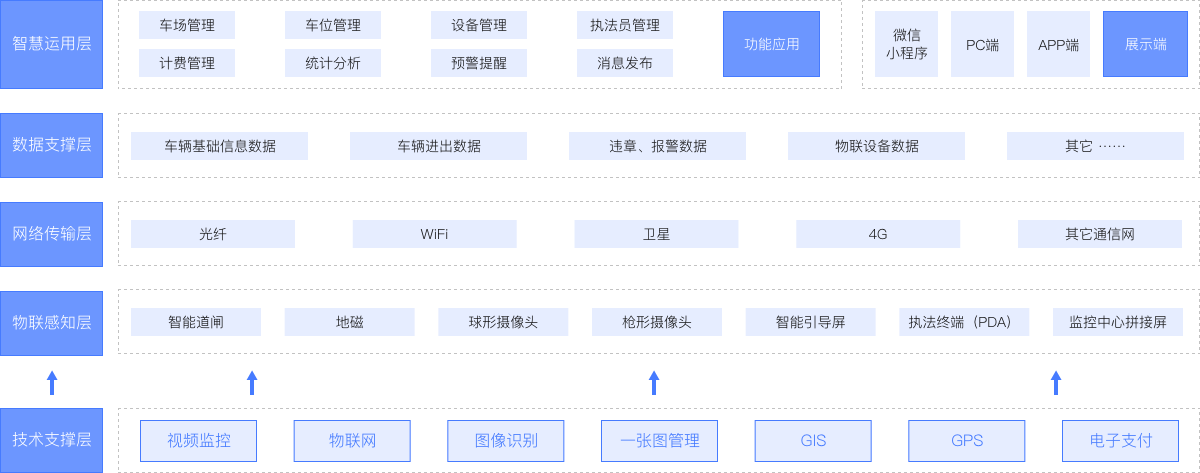 智慧运用层
车场管理
车位管理
设备管理
执法员管理
计费管理
统计分析
预警提醒
消息发布
功能应用
微信
小程序
PC端
APP端
展示端
数据支撑层
车辆基础信息数据
车辆进出数据
违章、报警数据
物联设备数据
其它 ······
网络传输层
光纤
WiFi
卫星
4G
其它通信网
物联感知层
智能道闸
地磁
球形摄像头
枪形摄像头
智能引导屏
执法终端（PDA）
监控中心拼接屏
技术支撑层
视频监控
物联网
图像识别
一张图管理
GIS
GPS
电子支付